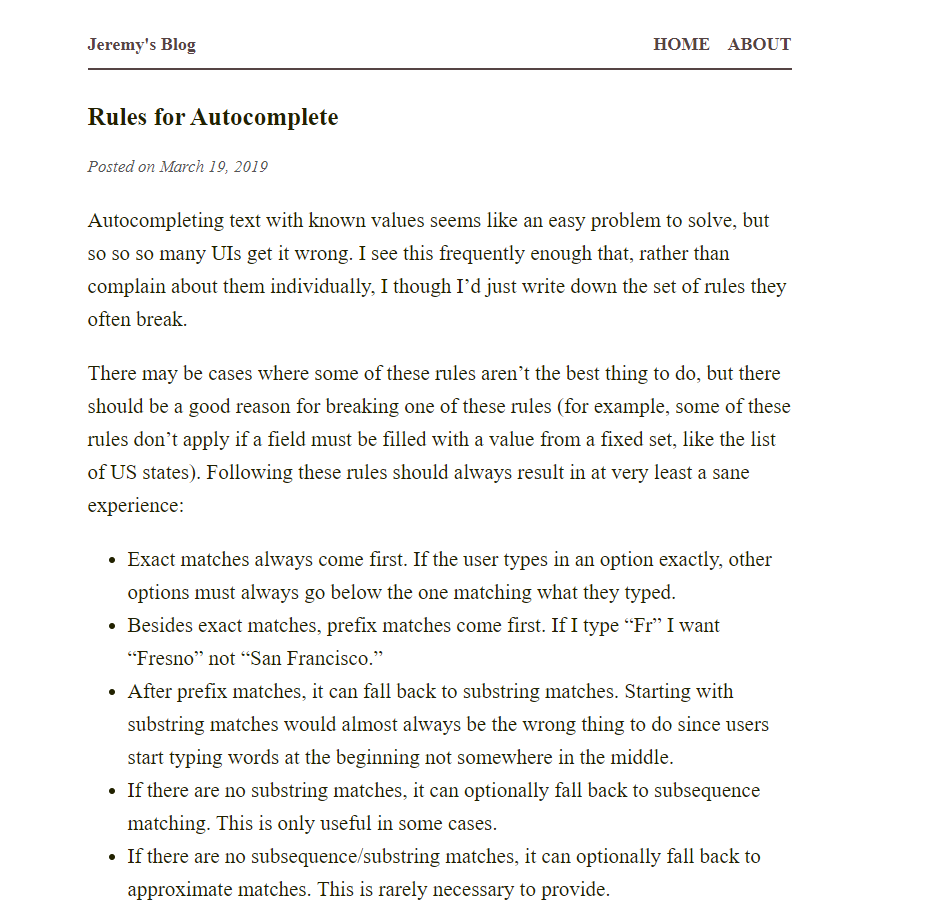 Jeremy's Blog HOME ABOUT
Rules for Autocomplete
Posted on March 19, 2019
Autocompleting text with known values seems like an easy problem to solve, but
so so so many UIs get it wrong. I see this frequently enough that, rather than
complain about them individually, I though I’d just write down the set of rules they
often break.
There may be cases where some of these rules aren’t the best thing to do, but there
should be a good reason for breaking one of these rules (for example, some of these
rules don’t apply if a field must be filled with a value from a fixed set, like the list
of US states). Following these rules should always result in at very least a sane
experience:
• Exact matches always come first. If the user types in an option exactly, other
options must always go below the one matching what they typed.
• Besides exact matches, prefix matches come first. If I type “Fr” I want
“Fresno” not “San Francisco.”
• After prefix matches, it can fall back to substring matches. Starting with
substring matches would almost always be the wrong thing to do since users
start typing words at the beginning not somewhere in the middle.
• If there are no substring matches, it can optionally fall back to subsequence
matching. This is only useful in some cases.
• If there are no subsequence/substring matches, it can optionally fall back to
approximate matches. This is rarely necessary to provide.